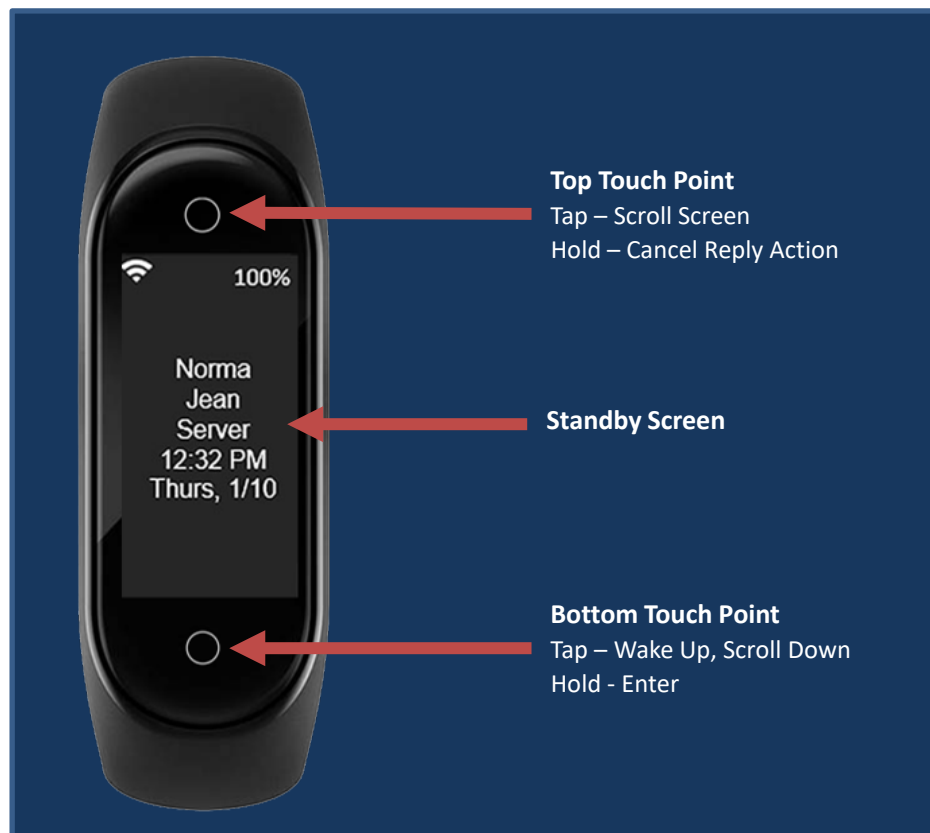 Top Touch Point
Tap – Scroll Screen
Hold – Cancel Reply Action
100%
Norma
Jean
Server
12:32 PM
Thurs, 1/10
Standby Screen
Bottom Touch Point
Tap – Wake Up, Scroll Down
Hold - Enter